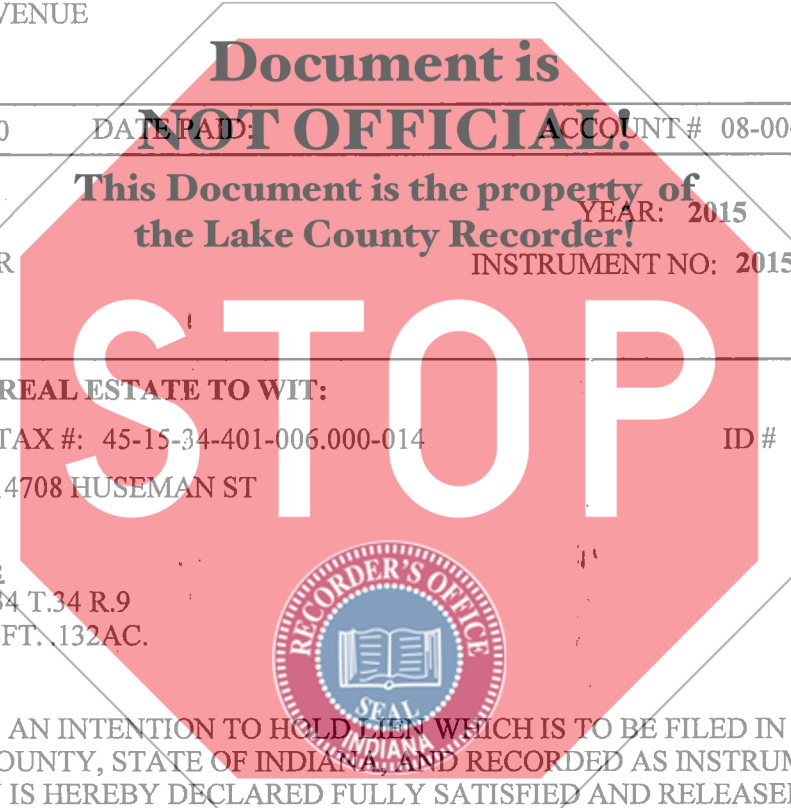 VENUE
Document is
NOT OFFICIAL!
0 DATE PAID: ACCOUNT # 08-00-
This Document is the property of
YEAR: 2015
the Lake County Recorder!
R INSTRUMENT NO: 2015
STOP
REAL ESTATE TO WIT:
TAX #: 45-15-34-401-006.000-014 ID #
4708 HUSEMAN ST
34 T.34 R.9
FT. .132AC.
RECORDER'S OFFICE
SEAL
INDIANA
AN INTENTION TO HOLD LIEN WHICH IS TO BE FILED IN
OUNTY, STATE OF INDIANA, AND RECORDED AS INSTRUM
IS HEREBY DECLARED FULLY SATISFIED AND RELEASE